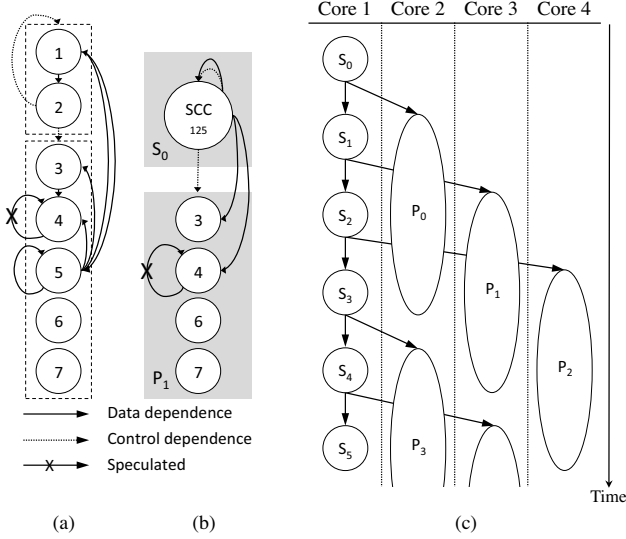 Core 1 Core 2 Core 3 Core 4
1
2
3
4
X
5
6
7
SCC
125
S0
3
4
X
6
7
P1
S0
S1
S2
S3
S4
S5
P0
P1
P2
P3
Time
Data dependence
Control dependence
X Speculated
(a) (b) (c)